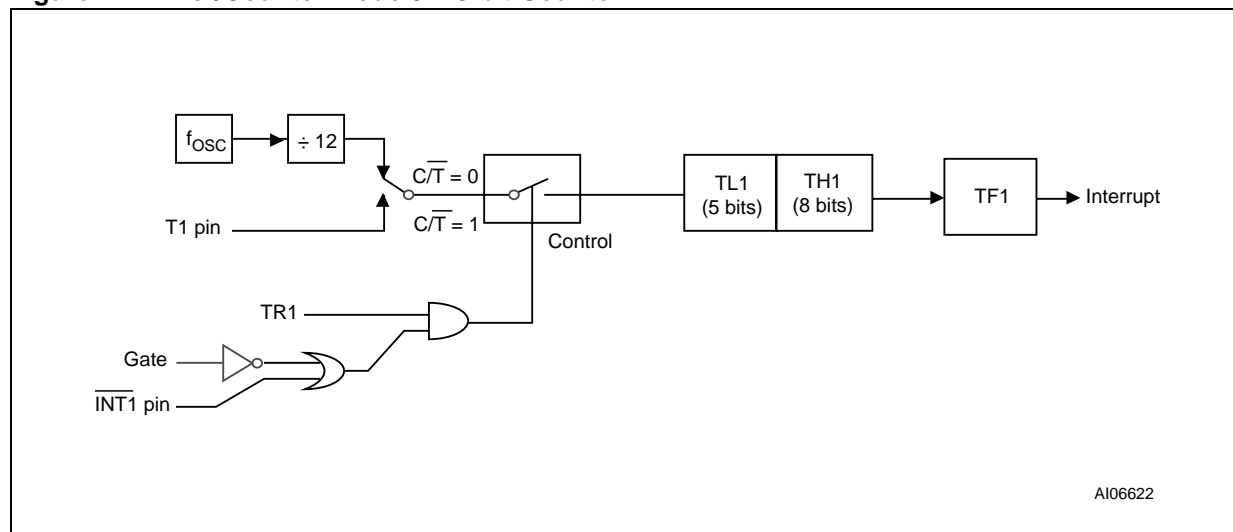 fOSC
÷ 12
C/T̅ = 0
C/T̅ = 1
T1 pin
Control
TL1
(5 bits)
TH1
(8 bits)
TF1
Interrupt
TR1
Gate
I̅N̅T̅1̅ pin
AI06622